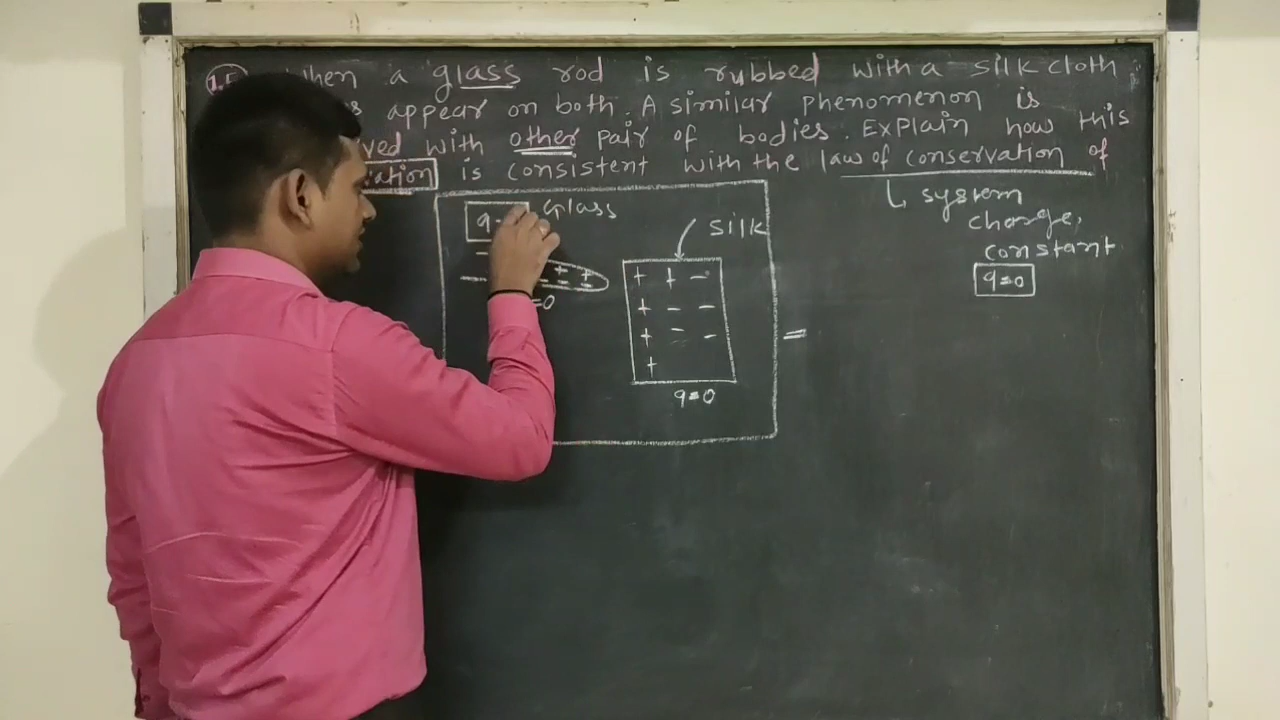 1.5 When a glass rod is rubbed with a silk cloth
appear on both. A similar phenomenon is
with other pair of bodies. Explain how this
is consistent with the law of conservation of
↳ system
charge,
constant
q=0
Glass
- + +
- - =
=0
silk
+ + -
+ - -
+ = -
+
q=0
=